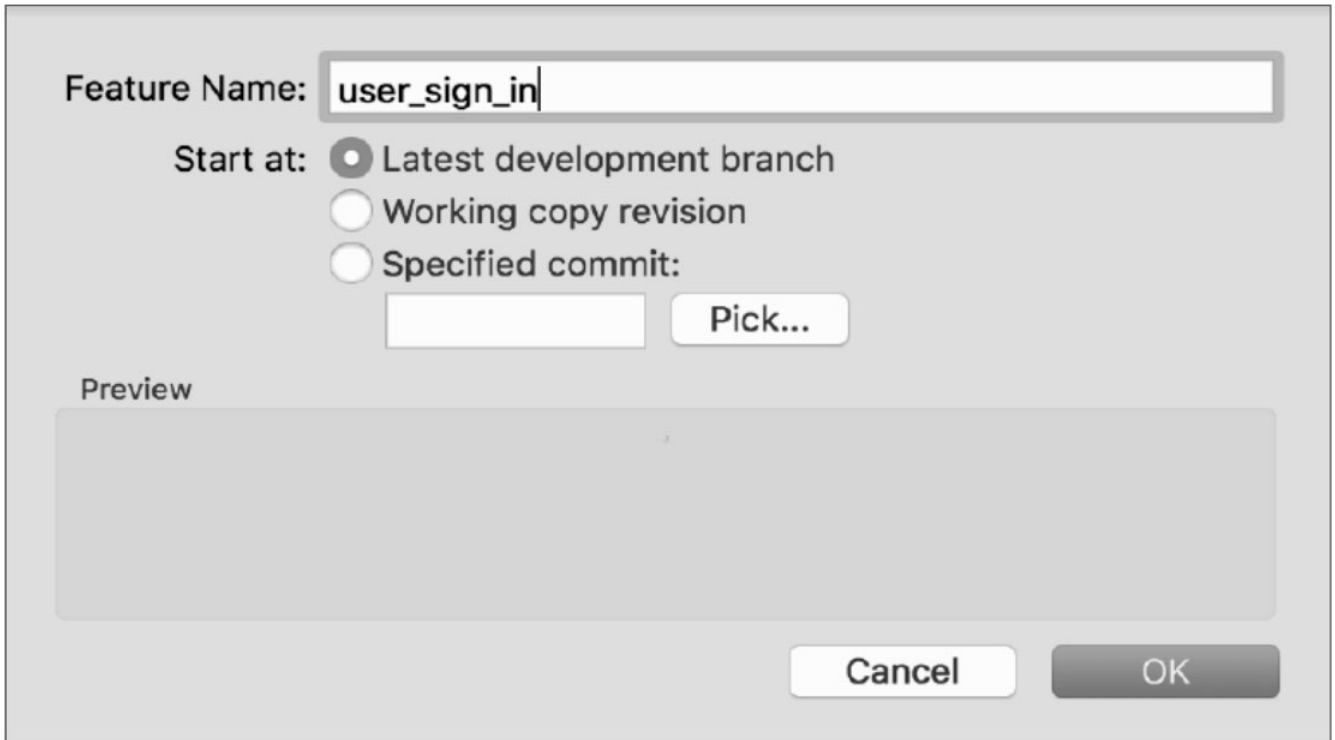 Feature Name: user_sign_in
Start at: Latest development branch
Working copy revision
Specified commit:
Pick...
Preview
Cancel OK